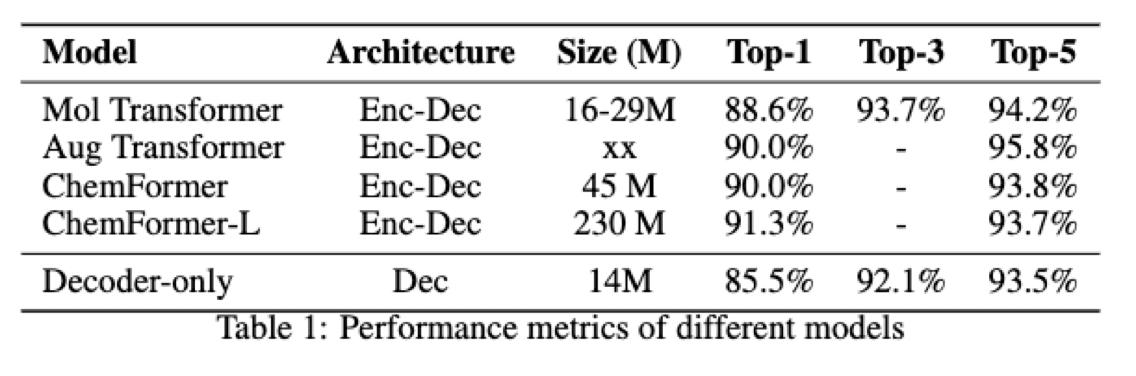 Model Architecture Size (M) Top-1 Top-3 Top-5
Mol Transformer Enc-Dec 16-29M 88.6% 93.7% 94.2%
Aug Transformer Enc-Dec xx 90.0% - 95.8%
ChemFormer Enc-Dec 45 M 90.0% - 93.8%
ChemFormer-L Enc-Dec 230 M 91.3% - 93.7%
Decoder-only Dec 14M 85.5% 92.1% 93.5%
Table 1: Performance metrics of different models